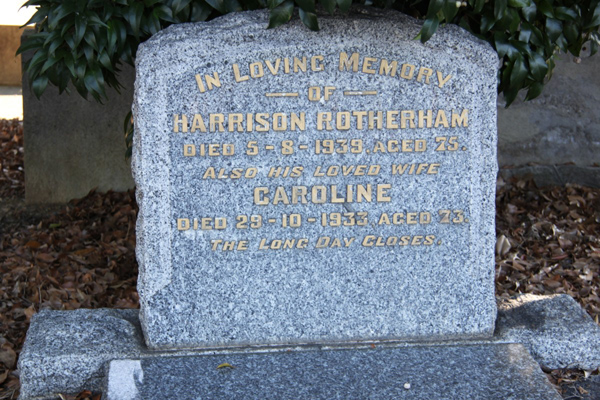 In Loving Memory
— OF —
HARRISON ROTHERHAM
DIED 5-8-1939. AGED 75.
ALSO HIS LOVED WIFE
CAROLINE
DIED 29-10-1933. AGED 73.
The Long Day Closes.